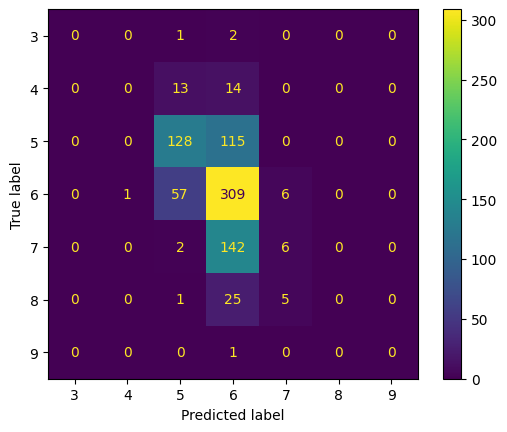 3 0 0 1 2 0 0 0
4 0 0 13 14 0 0 0
5 0 0 128 115 0 0 0
6 0 1 57 309 6 0 0
7 0 0 2 142 6 0 0
8 0 0 1 25 5 0 0
9 0 0 0 1 0 0 0
3 4 5 6 7 8 9
Predicted label
True label
300
250
200
150
100
50
0